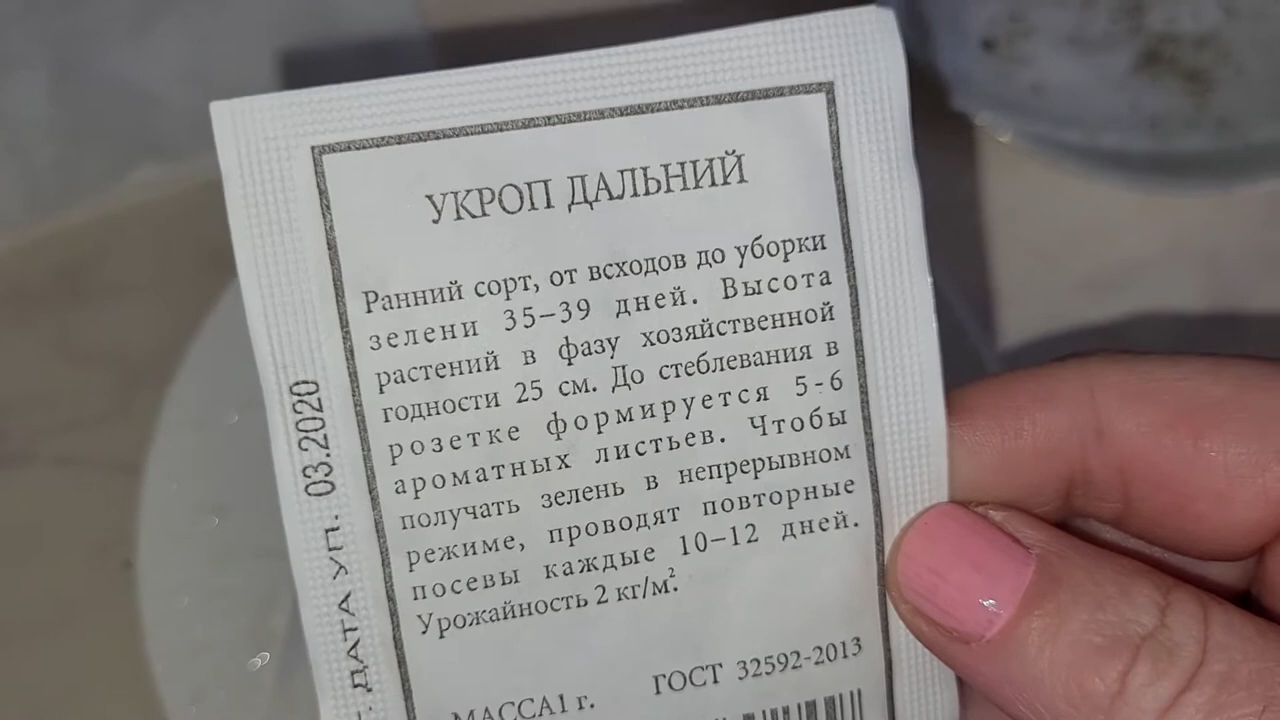 УКРОП ДАЛЬНИЙ
Ранний сорт, от всходов до уборки
зелени 35–39 дней. Высота
растений в фазу хозяйственной
годности 25 см. До стеблевания в
розетке формируется 5-6
ароматных листьев. Чтобы
получать зелень в непрерывном
режиме, проводят повторные
посевы каждые 10–12 дней.
Урожайность 2 кг/м².
МАССА1 г. ГОСТ 32592-2013
ДАТА УП. 03.2020